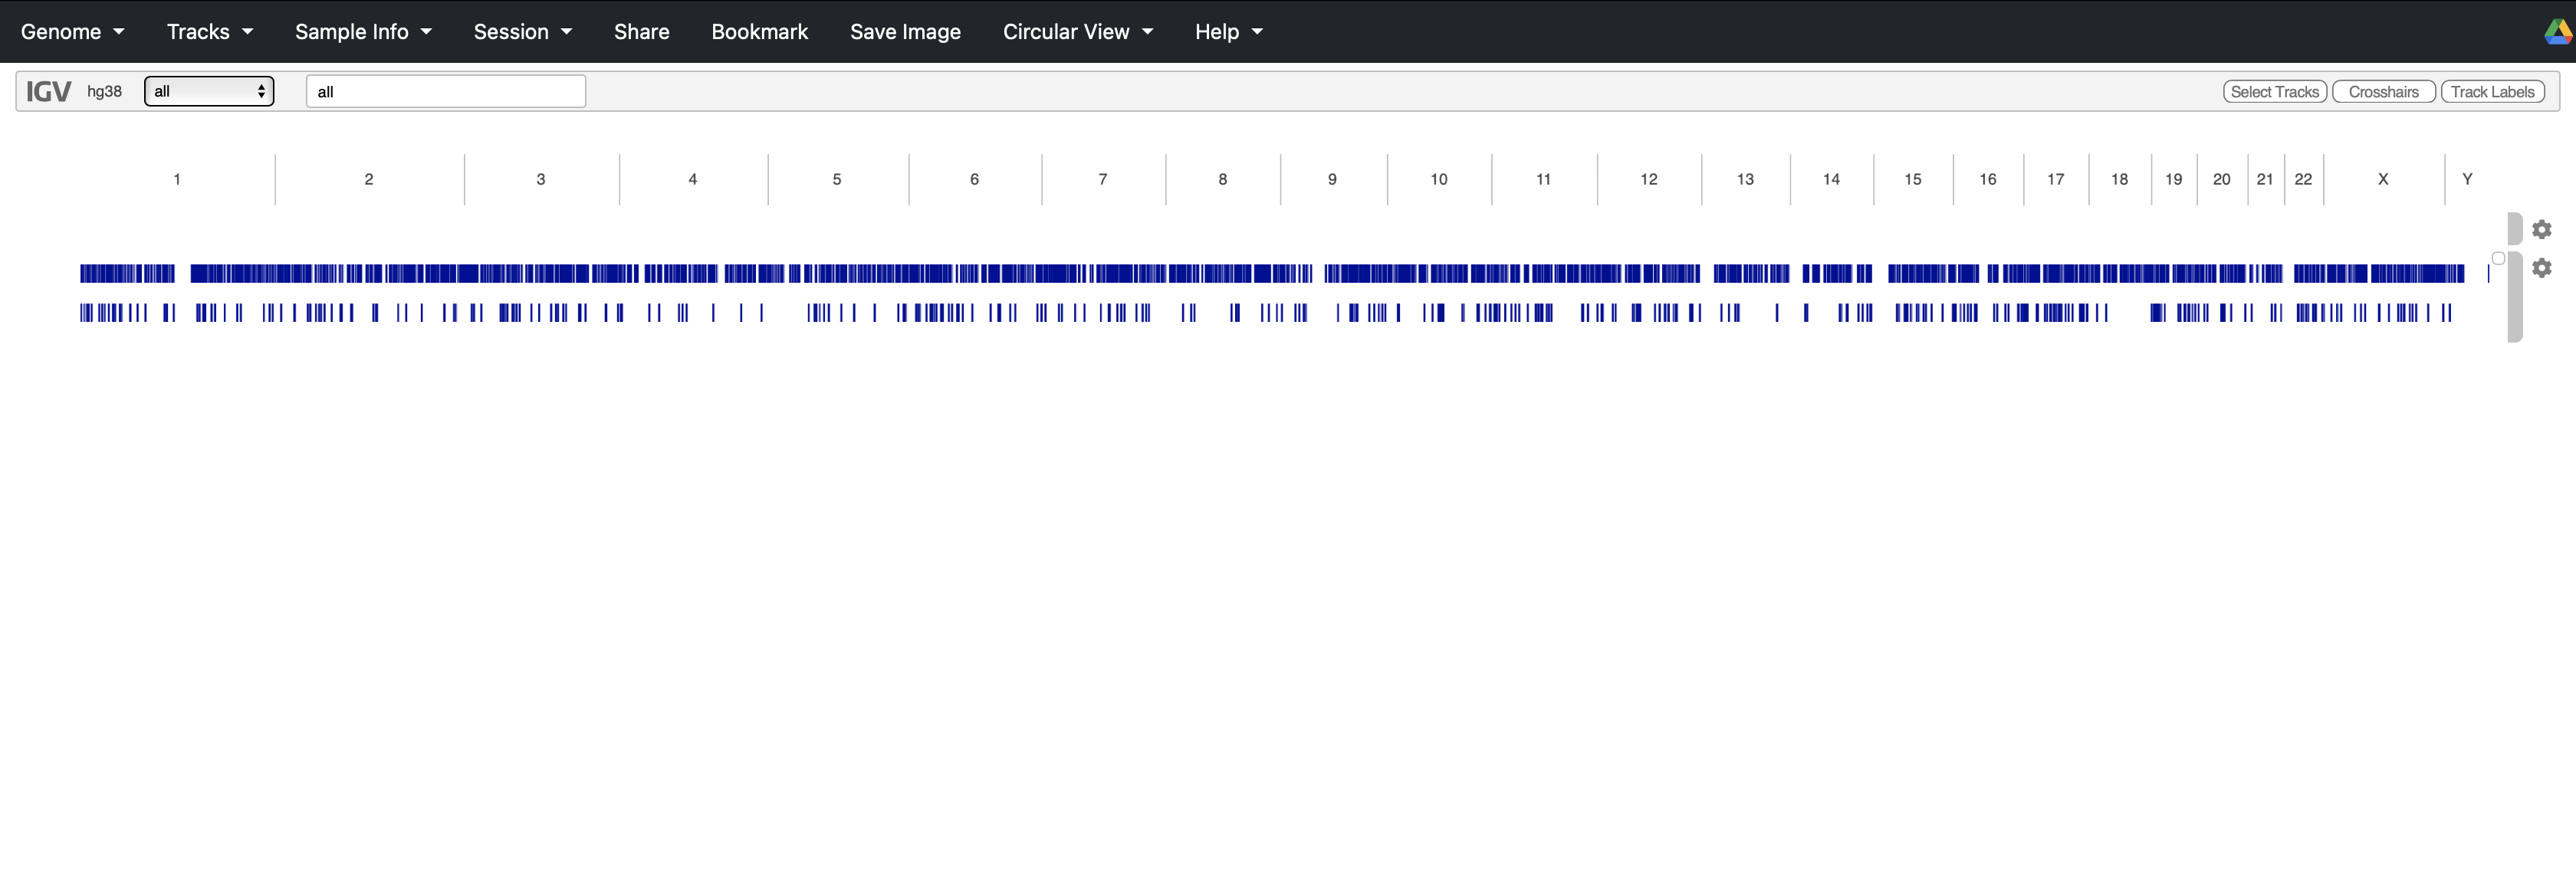 Genome Tracks Sample Info Session Share Bookmark Save Image Circular View Help
IGV hg38 all all Select Tracks Crosshairs Track Labels
1 2 3 4 5 6 7 8 9 10 11 12 13 14 15 16 17 18 19 20 21 22 X Y